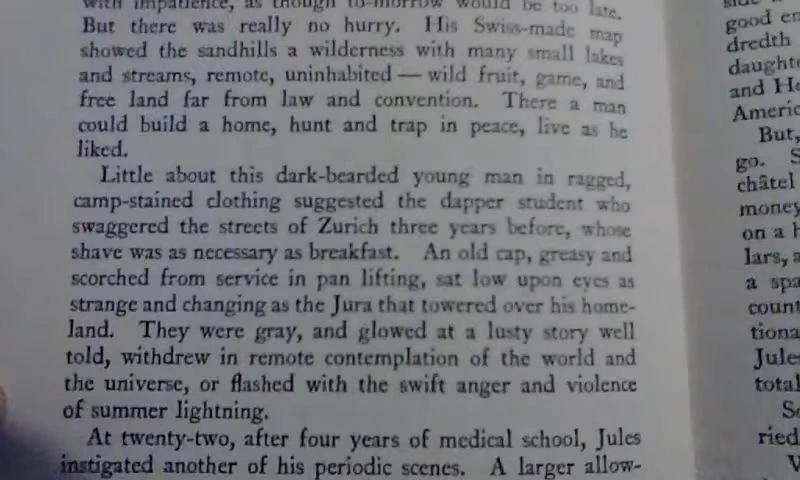 with impatience, as though to-morrow would be too late.
But there was really no hurry. His Swiss-made map
showed the sandhills a wilderness with many small lakes
and streams, remote, uninhabited — wild fruit, game, and
free land far from law and convention. There a man
could build a home, hunt and trap in peace, live as he
liked.
Little about this dark-bearded young man in ragged,
camp-stained clothing suggested the dapper student who
swaggered the streets of Zurich three years before, whose
shave was as necessary as breakfast. An old cap, greasy and
scorched from service in pan lifting, sat low upon eyes as
strange and changing as the Jura that towered over his home-
land. They were gray, and glowed at a lusty story well
told, withdrew in remote contemplation of the world and
the universe, or flashed with the swift anger and violence
of summer lightning.
At twenty-two, after four years of medical school, Jules
instigated another of his periodic scenes. A larger allow-
good
dredth
and
But,
go.
châtel
money
on a
lars,
a
Jules
total
ried